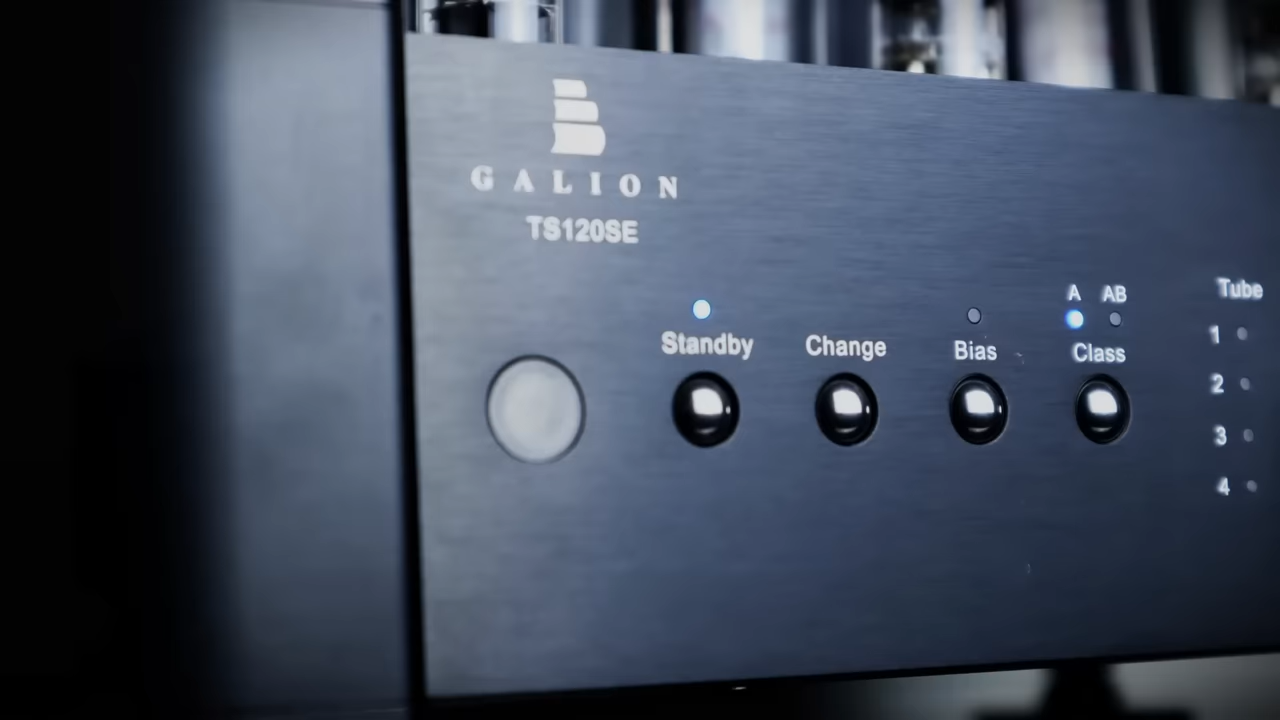 GALION
TS120SE
Standby
Change
Bias
A AB
Class
Tube
1
2
3
4